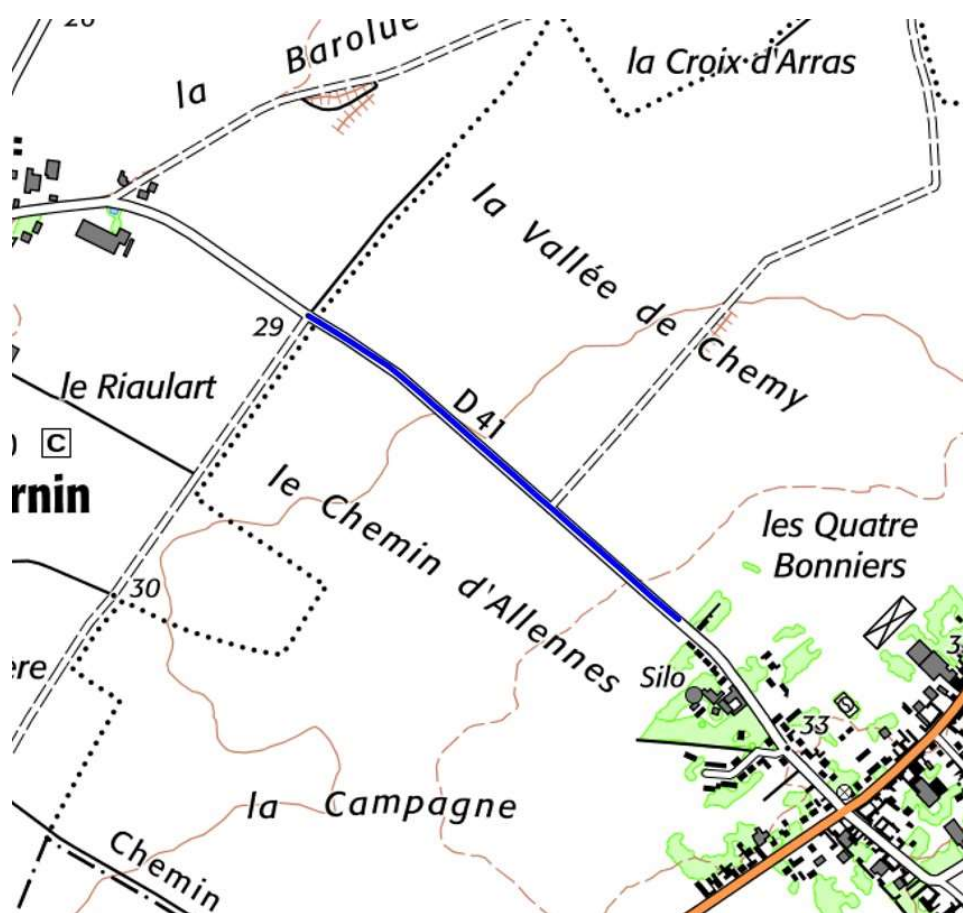 la Barolue
la Croix d'Arras
la Vallée de Chemy
29
le Riaulart
D 41
C
rnin
le Chemin d'Allennes
les Quatre
Bonniers
30
ère
Silo
33
la Campagne
Chemin